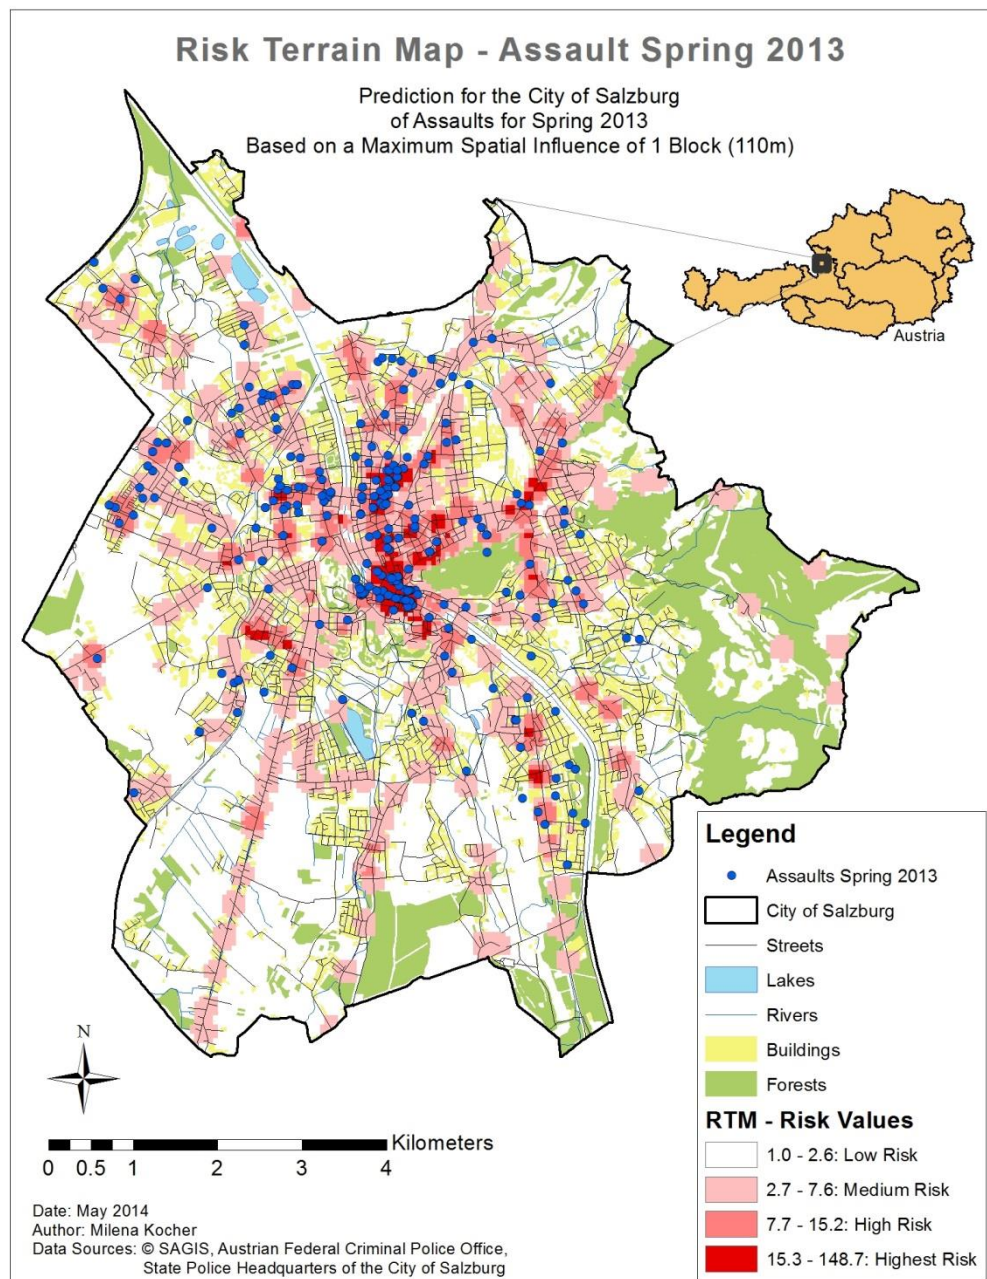 Risk Terrain Map - Assault Spring 2013
Prediction for the City of Salzburg
of Assaults for Spring 2013
Based on a Maximum Spatial Influence of 1 Block (110m)
Austria
Legend
Assaults Spring 2013
City of Salzburg
Streets
Lakes
Rivers
Buildings
Forests
RTM - Risk Values
1.0 - 2.6: Low Risk
2.7 - 7.6: Medium Risk
7.7 - 15.2: High Risk
15.3 - 148.7: Highest Risk
N
Kilometers
0 0.5 1 2 3 4
Date: May 2014
Author: Milena Kocher
Data Sources: © SAGIS, Austrian Federal Criminal Police Office,
State Police Headquarters of the City of Salzburg